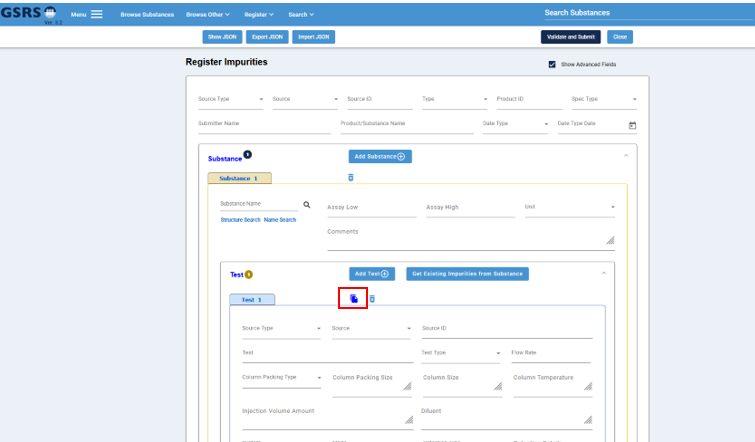 GSRS Menu Browse Substances Browse Other Register Search Search Substances
Ver. 3.2
Show JSON Export JSON Import JSON Validate and Submit Close
Register Impurities Show Advanced Fields
Source Type Source Source ID Type Product ID Spec Type
Submitter Name Product/Substance Name Date Type Date Type Date
Substance 1 Add Substance
Substance 1
Substance Name Assay Low Assay High Unit
Structure Search Name Search
Comments
Test 1 Add Test Get Existing Impurities from Substance
Test 1
Source Type Source Source ID
Test Test Type Flow Rate
Column Packing Type Column Packing Size Column Size Column Temperature
Injection Volume Amount Diluent